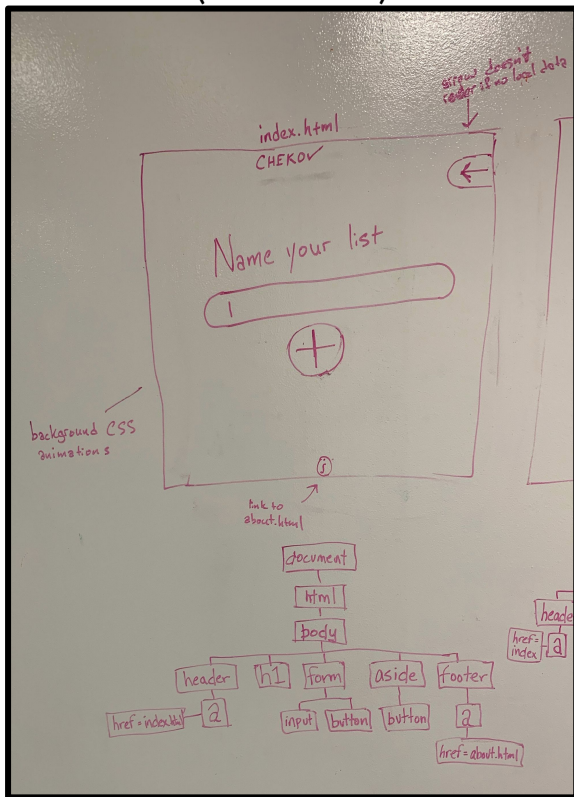 arrow doesn't
render if no local data
index.html
CHEKOV
Name your list
background CSS
animations
i
link to
about.html
document
html
body
header h1 form aside footer
href=index.html a input button button a
href=about.html
heade
href=
index a